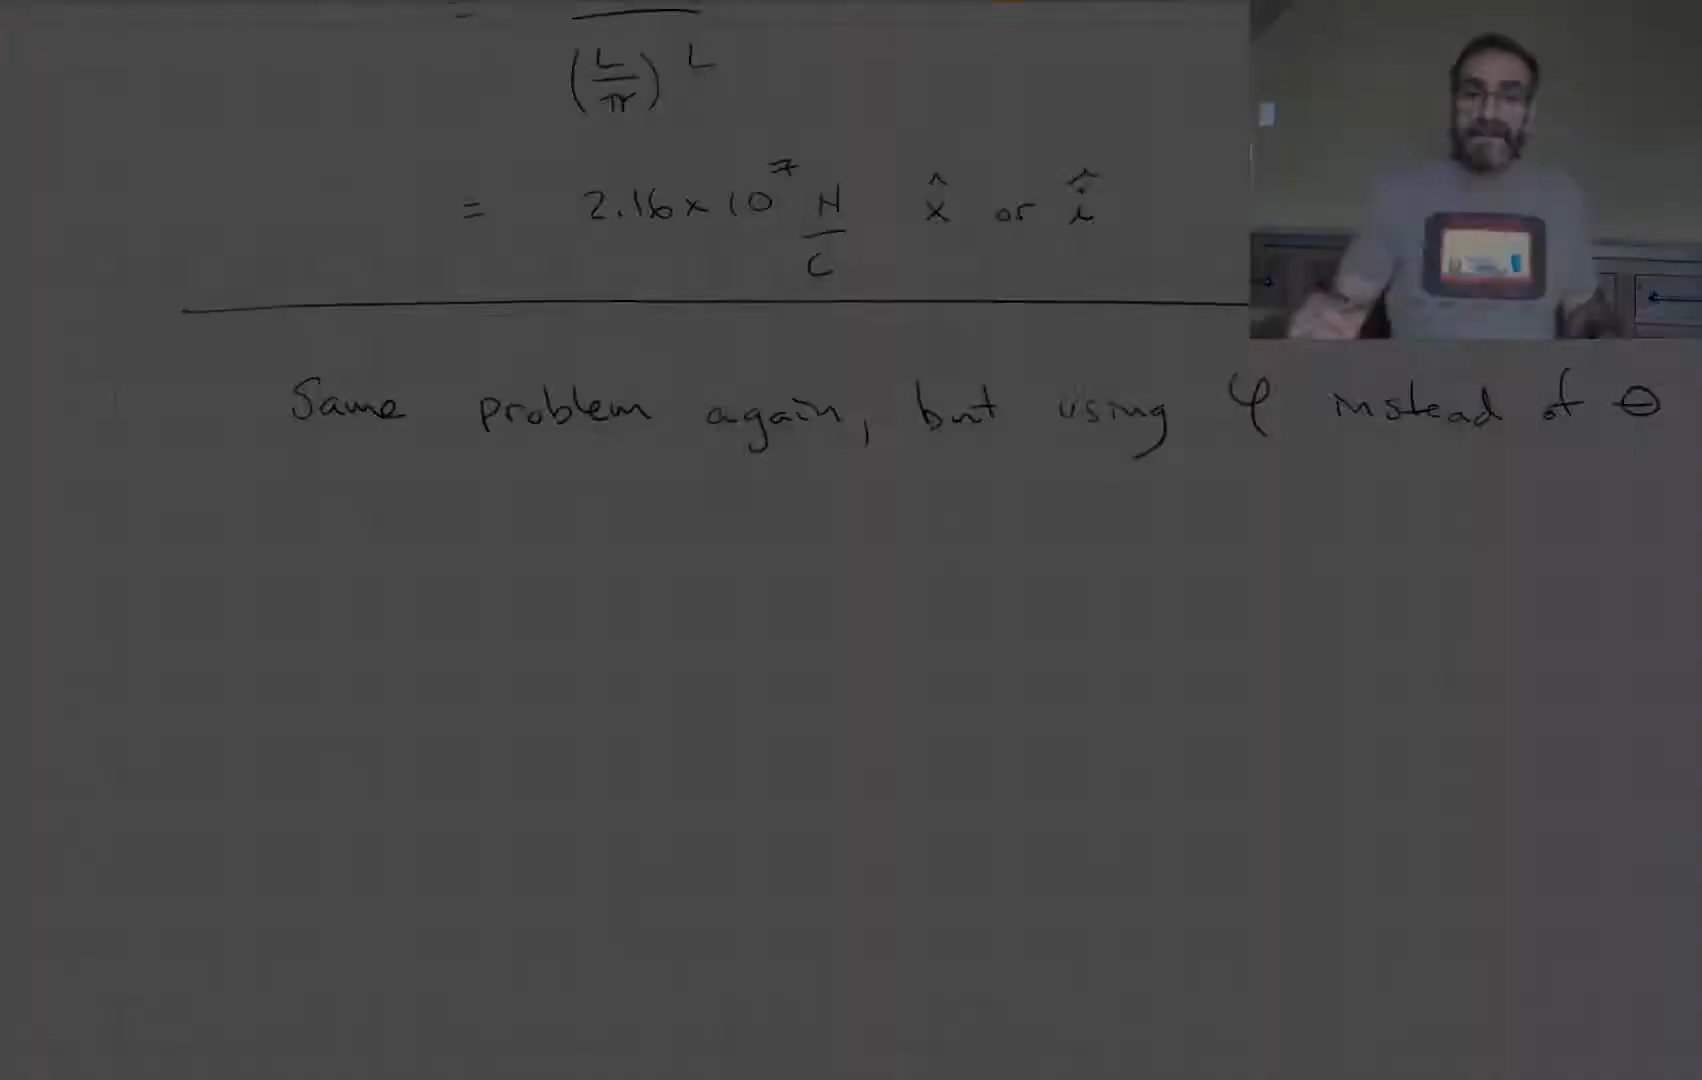 =
(L/π) L
= 2.16 x 10^7 N/C x̂ or î
Same problem again, but using φ instead of θ